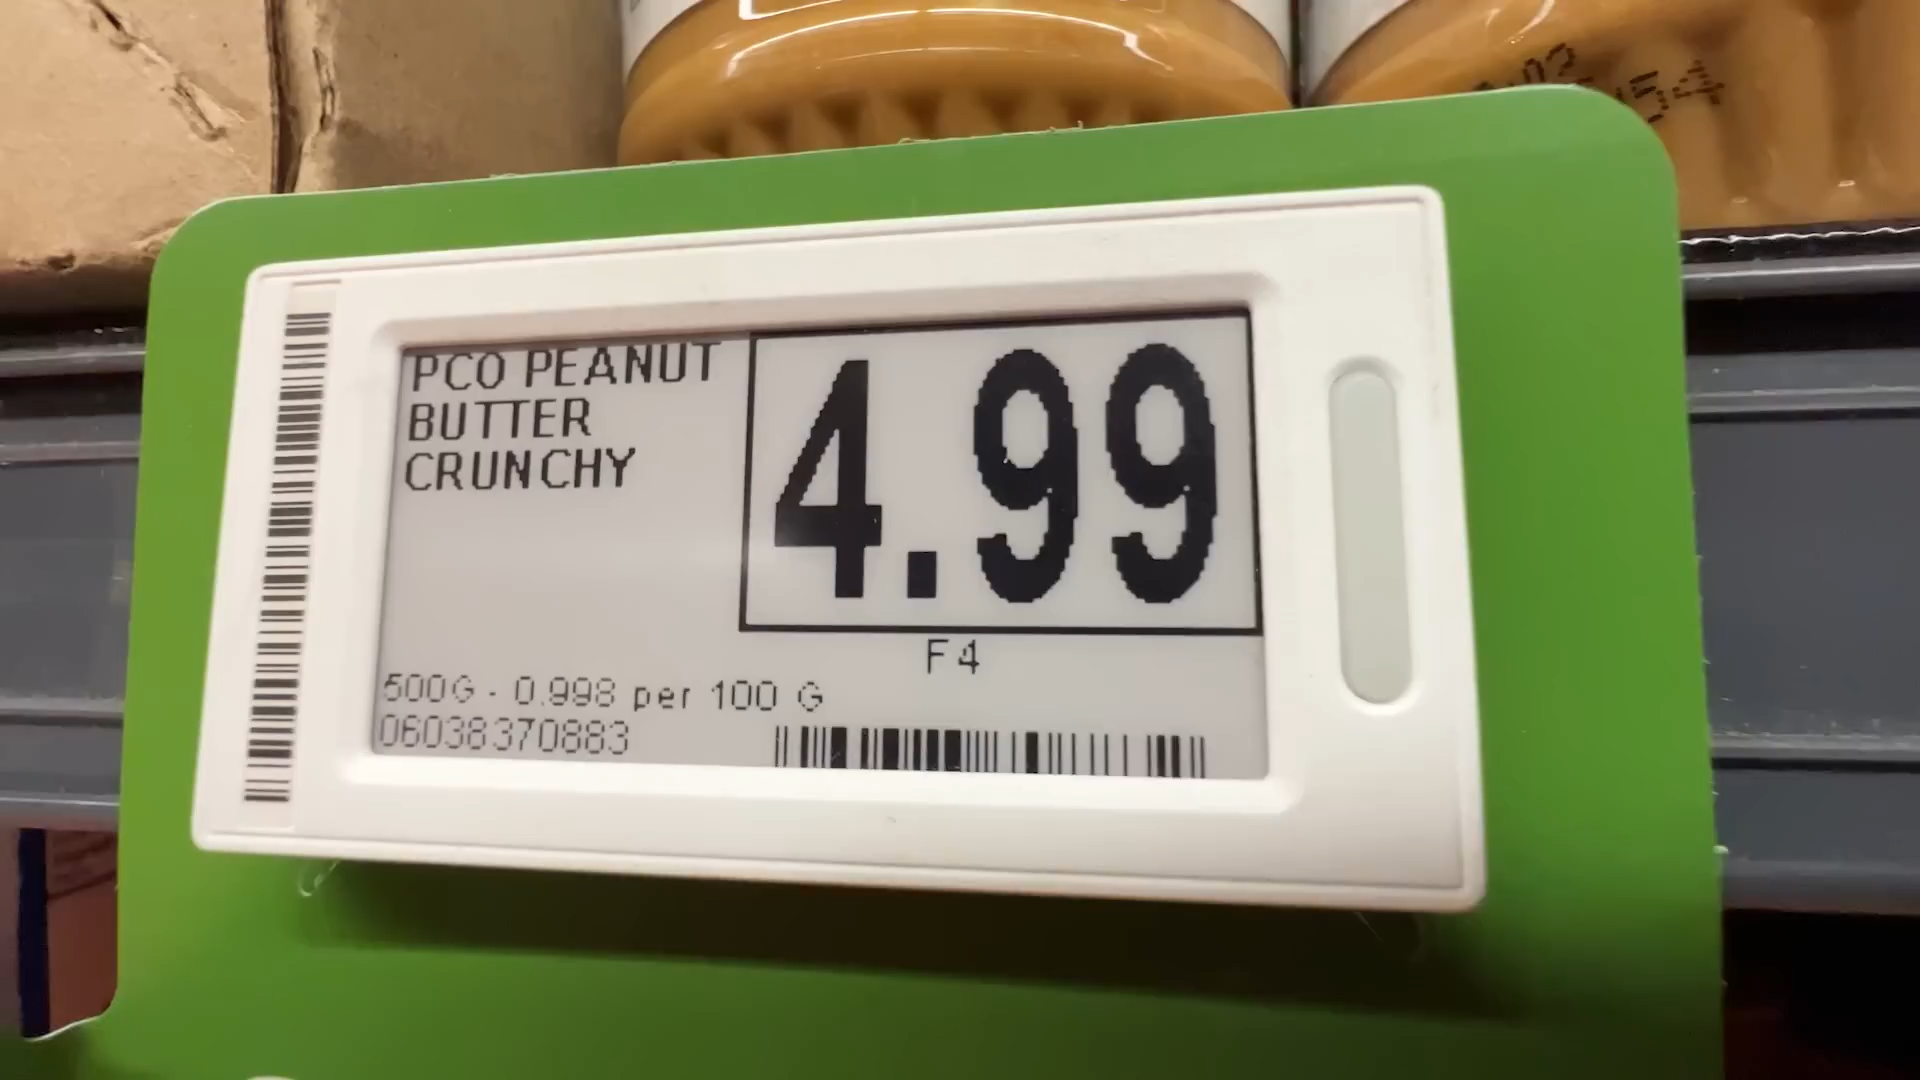 PCO PEANUT
BUTTER
CRUNCHY
4.99
F4
500G - 0.998 per 100 G
06038370883